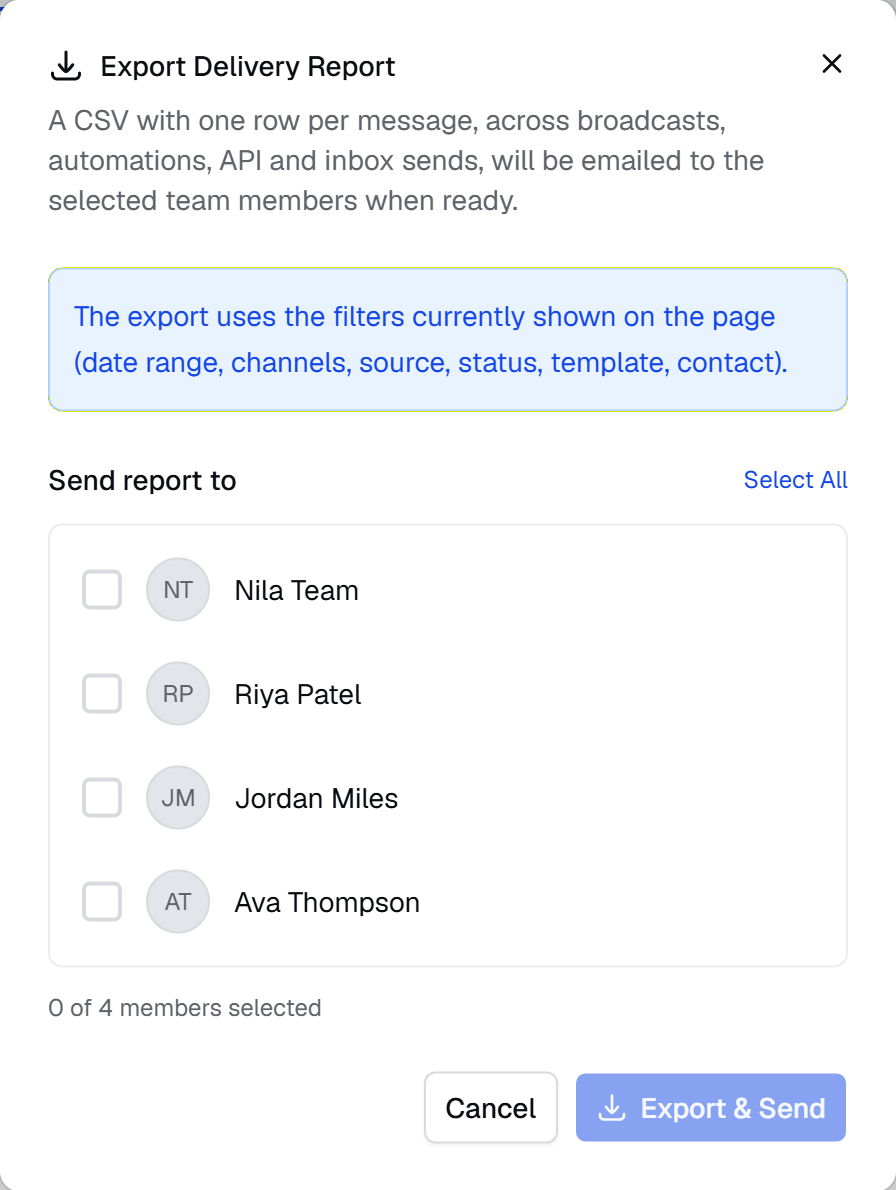 Export Delivery Report
A CSV with one row per message, across broadcasts,
automations, API and inbox sends, will be emailed to the
selected team members when ready.
The export uses the filters currently shown on the page
(date range, channels, source, status, template, contact).
Send report to
Select All
NT Nila Team
RP Riya Patel
JM Jordan Miles
AT Ava Thompson
0 of 4 members selected
Cancel
Export & Send